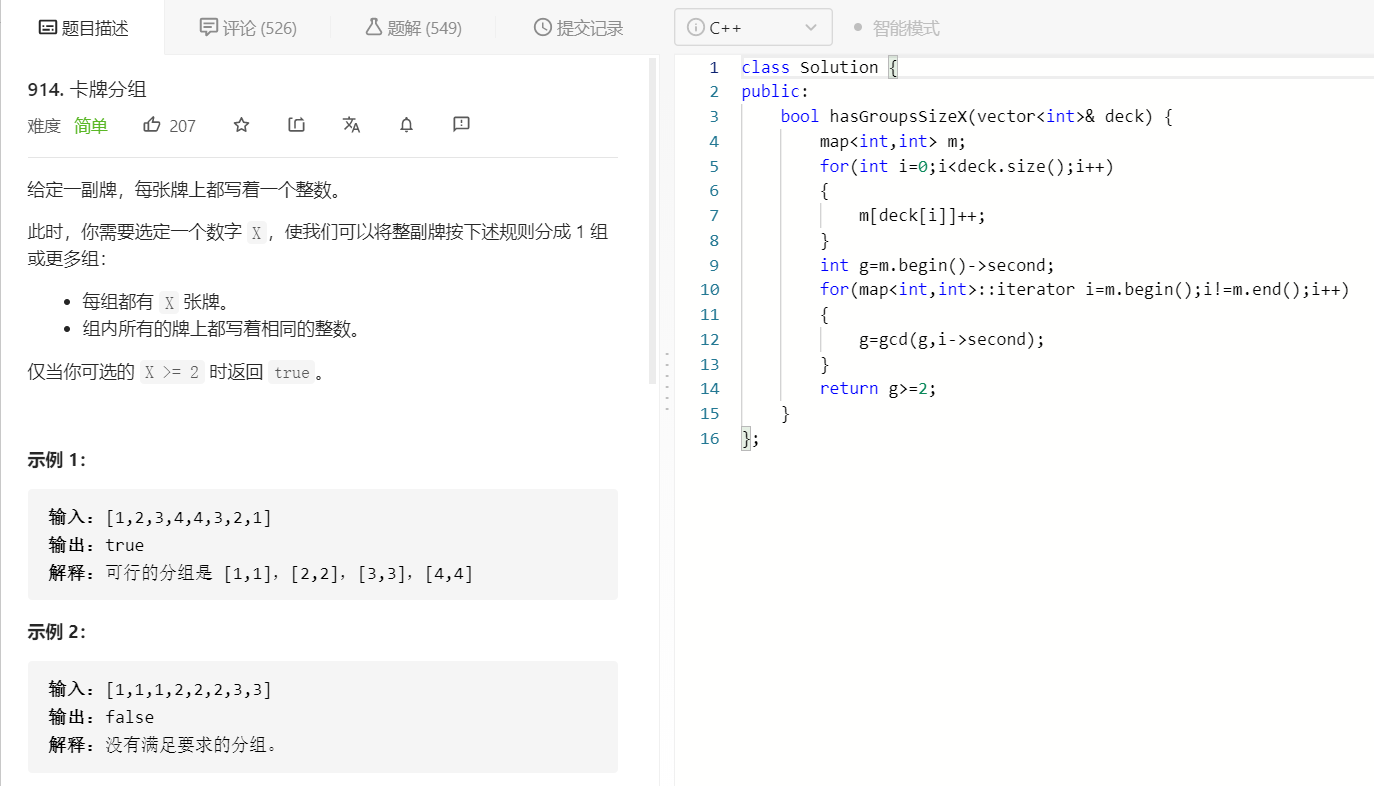 题目描述
评论 (526)
题解 (549)
提交记录
C++
智能模式
914. 卡牌分组
难度 简单 207
给定一副牌，每张牌上都写着一个整数。
此时，你需要选定一个数字 X，使我们可以将整副牌按下述规则分成 1 组
或更多组：
每组都有 X 张牌。
组内所有的牌上都写着相同的整数。
仅当你可选的 X >= 2 时返回 true。
示例 1：
输入：[1,2,3,4,4,3,2,1]
输出：true
解释：可行的分组是 [1,1]，[2,2]，[3,3]，[4,4]
示例 2：
输入：[1,1,1,2,2,2,3,3]
输出：false
解释：没有满足要求的分组。
1 class Solution {
2 public:
3     bool hasGroupsSizeX(vector<int>& deck) {
4         map<int,int> m;
5         for(int i=0;i<deck.size();i++)
6         {
7             m[deck[i]]++;
8         }
9         int g=m.begin()->second;
10         for(map<int,int>::iterator i=m.begin();i!=m.end();i++)
11         {
12             g=gcd(g,i->second);
13         }
14         return g>=2;
15     }
16 };